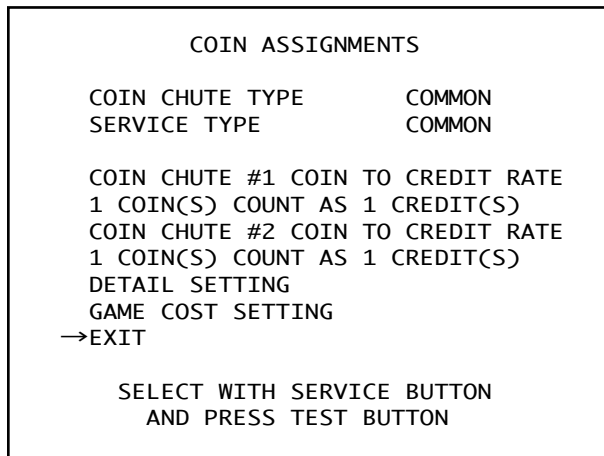 COIN ASSIGNMENTS
COIN CHUTE TYPE COMMON
SERVICE TYPE COMMON
COIN CHUTE #1 COIN TO CREDIT RATE
1 COIN(S) COUNT AS 1 CREDIT(S)
COIN CHUTE #2 COIN TO CREDIT RATE
1 COIN(S) COUNT AS 1 CREDIT(S)
DETAIL SETTING
GAME COST SETTING
→EXIT
SELECT WITH SERVICE BUTTON
AND PRESS TEST BUTTON